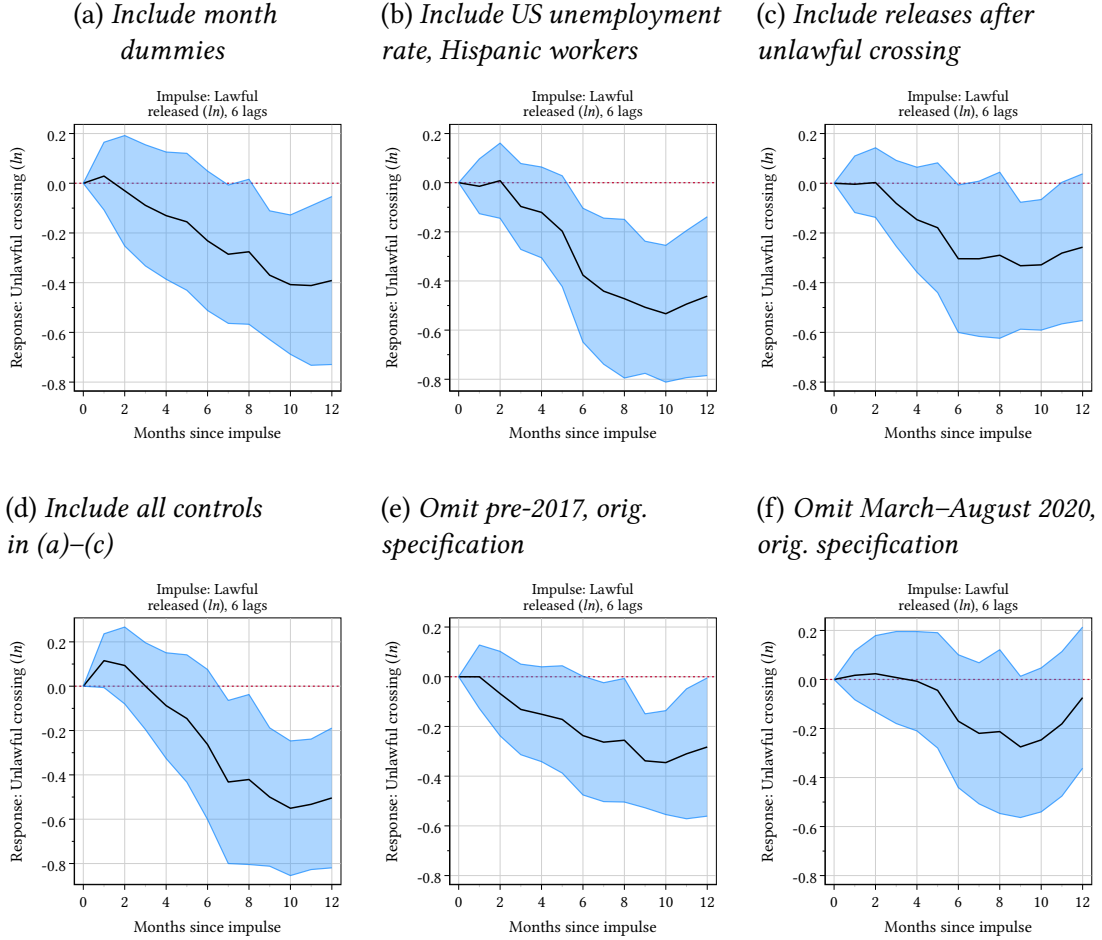 (a) Include month
dummies
Impulse: Lawful
released (ln), 6 lags
Response: Unlawful crossing (ln)
0.2
0.0
-0.2
-0.4
-0.6
-0.8
0 2 4 6 8 10 12
Months since impulse
(b) Include US unemployment
rate, Hispanic workers
Impulse: Lawful
released (ln), 6 lags
Response: Unlawful crossing (ln)
0.2
0.0
-0.2
-0.4
-0.6
-0.8
0 2 4 6 8 10 12
Months since impulse
(c) Include releases after
unlawful crossing
Impulse: Lawful
released (ln), 6 lags
Response: Unlawful crossing (ln)
0.2
0.0
-0.2
-0.4
-0.6
-0.8
0 2 4 6 8 10 12
Months since impulse
(d) Include all controls
in (a)–(c)
Impulse: Lawful
released (ln), 6 lags
Response: Unlawful crossing (ln)
0.2
0.0
-0.2
-0.4
-0.6
-0.8
0 2 4 6 8 10 12
Months since impulse
(e) Omit pre-2017, orig.
specification
Impulse: Lawful
released (ln), 6 lags
Response: Unlawful crossing (ln)
0.2
0.0
-0.2
-0.4
-0.6
-0.8
0 2 4 6 8 10 12
Months since impulse
(f) Omit March–August 2020,
orig. specification
Impulse: Lawful
released (ln), 6 lags
Response: Unlawful crossing (ln)
0.2
0.0
-0.2
-0.4
-0.6
-0.8
0 2 4 6 8 10 12
Months since impulse